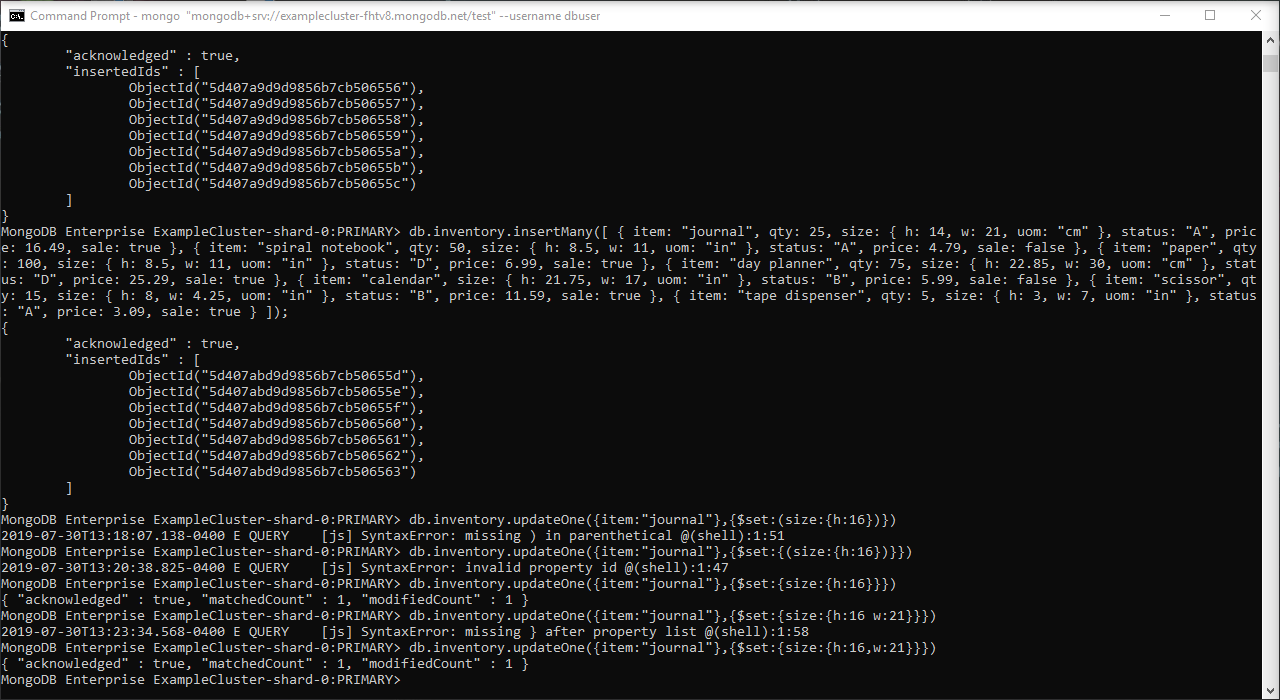 Command Prompt - mongo "mongodb+srv://examplecluster-fhtv8.mongodb.net/test" --username dbuser
{
"acknowledged" : true,
"insertedIds" : [
ObjectId("5d407a9d9d9856b7cb506556"),
ObjectId("5d407a9d9d9856b7cb506557"),
ObjectId("5d407a9d9d9856b7cb506558"),
ObjectId("5d407a9d9d9856b7cb506559"),
ObjectId("5d407a9d9d9856b7cb50655a"),
ObjectId("5d407a9d9d9856b7cb50655b"),
ObjectId("5d407a9d9d9856b7cb50655c")
]
}
MongoDB Enterprise ExampleCluster-shard-0:PRIMARY> db.inventory.insertMany([ { item: "journal", qty: 25, size: { h: 14, w: 21, uom: "cm" }, status: "A", pric
e: 16.49, sale: true }, { item: "spiral notebook", qty: 50, size: { h: 8.5, w: 11, uom: "in" }, status: "A", price: 4.79, sale: false }, { item: "paper", qty
: 100, size: { h: 8.5, w: 11, uom: "in" }, status: "D", price: 6.99, sale: true }, { item: "day planner", qty: 75, size: { h: 22.85, w: 30, uom: "cm" }, stat
us: "D", price: 25.29, sale: true }, { item: "calendar", size: { h: 21.75, w: 17, uom: "in" }, status: "B", price: 5.99, sale: false }, { item: "scissor", qt
y: 15, size: { h: 8, w: 4.25, uom: "in" }, status: "B", price: 11.59, sale: true }, { item: "tape dispenser", qty: 5, size: { h: 3, w: 7, uom: "in" }, status
: "A", price: 3.09, sale: true } ]);
{
"acknowledged" : true,
"insertedIds" : [
ObjectId("5d407abd9d9856b7cb50655d"),
ObjectId("5d407abd9d9856b7cb50655e"),
ObjectId("5d407abd9d9856b7cb50655f"),
ObjectId("5d407abd9d9856b7cb506560"),
ObjectId("5d407abd9d9856b7cb506561"),
ObjectId("5d407abd9d9856b7cb506562"),
ObjectId("5d407abd9d9856b7cb506563")
]
}
MongoDB Enterprise ExampleCluster-shard-0:PRIMARY> db.inventory.updateOne({item:"journal"},{$set:(size:{h:16})})
2019-07-30T13:18:07.138-0400 E QUERY    [js] SyntaxError: missing ) in parenthetical @(shell):1:51
MongoDB Enterprise ExampleCluster-shard-0:PRIMARY> db.inventory.updateOne({item:"journal"},{$set:{(size:{h:16})}})
2019-07-30T13:20:38.825-0400 E QUERY    [js] SyntaxError: invalid property id @(shell):1:47
MongoDB Enterprise ExampleCluster-shard-0:PRIMARY> db.inventory.updateOne({item:"journal"},{$set:{size:{h:16}}})
{ "acknowledged" : true, "matchedCount" : 1, "modifiedCount" : 1 }
MongoDB Enterprise ExampleCluster-shard-0:PRIMARY> db.inventory.updateOne({item:"journal"},{$set:{size:{h:16 w:21}}})
2019-07-30T13:23:34.568-0400 E QUERY    [js] SyntaxError: missing } after property list @(shell):1:58
MongoDB Enterprise ExampleCluster-shard-0:PRIMARY> db.inventory.updateOne({item:"journal"},{$set:{size:{h:16,w:21}}})
{ "acknowledged" : true, "matchedCount" : 1, "modifiedCount" : 1 }
MongoDB Enterprise ExampleCluster-shard-0:PRIMARY>